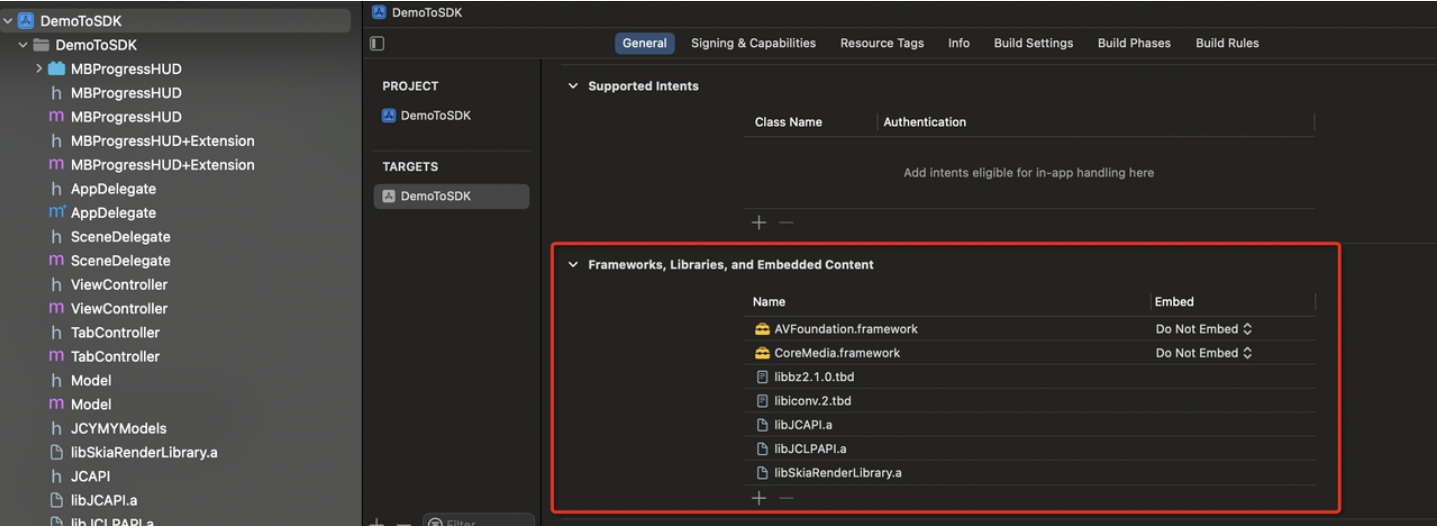 DemoToSDK
DemoToSDK
MBProgressHUD
h MBProgressHUD
m MBProgressHUD
h MBProgressHUD+Extension
m MBProgressHUD+Extension
h AppDelegate
m AppDelegate
h SceneDelegate
m SceneDelegate
h ViewController
m ViewController
h TabController
m TabController
h Model
m Model
h JCYMYModels
libSkiaRenderLibrary.a
h JCAPI
libJCAPI.a
libJCLPAPI.a
DemoToSDK
General Signing & Capabilities Resource Tags Info Build Settings Build Phases Build Rules
PROJECT
DemoToSDK
TARGETS
DemoToSDK
Filter
Supported Intents
Class Name Authentication
Add intents eligible for in-app handling here
Frameworks, Libraries, and Embedded Content
Name Embed
AVFoundation.framework Do Not Embed
CoreMedia.framework Do Not Embed
libbz2.1.0.tbd
libiconv.2.tbd
libJCAPI.a
libJCLPAPI.a
libSkiaRenderLibrary.a